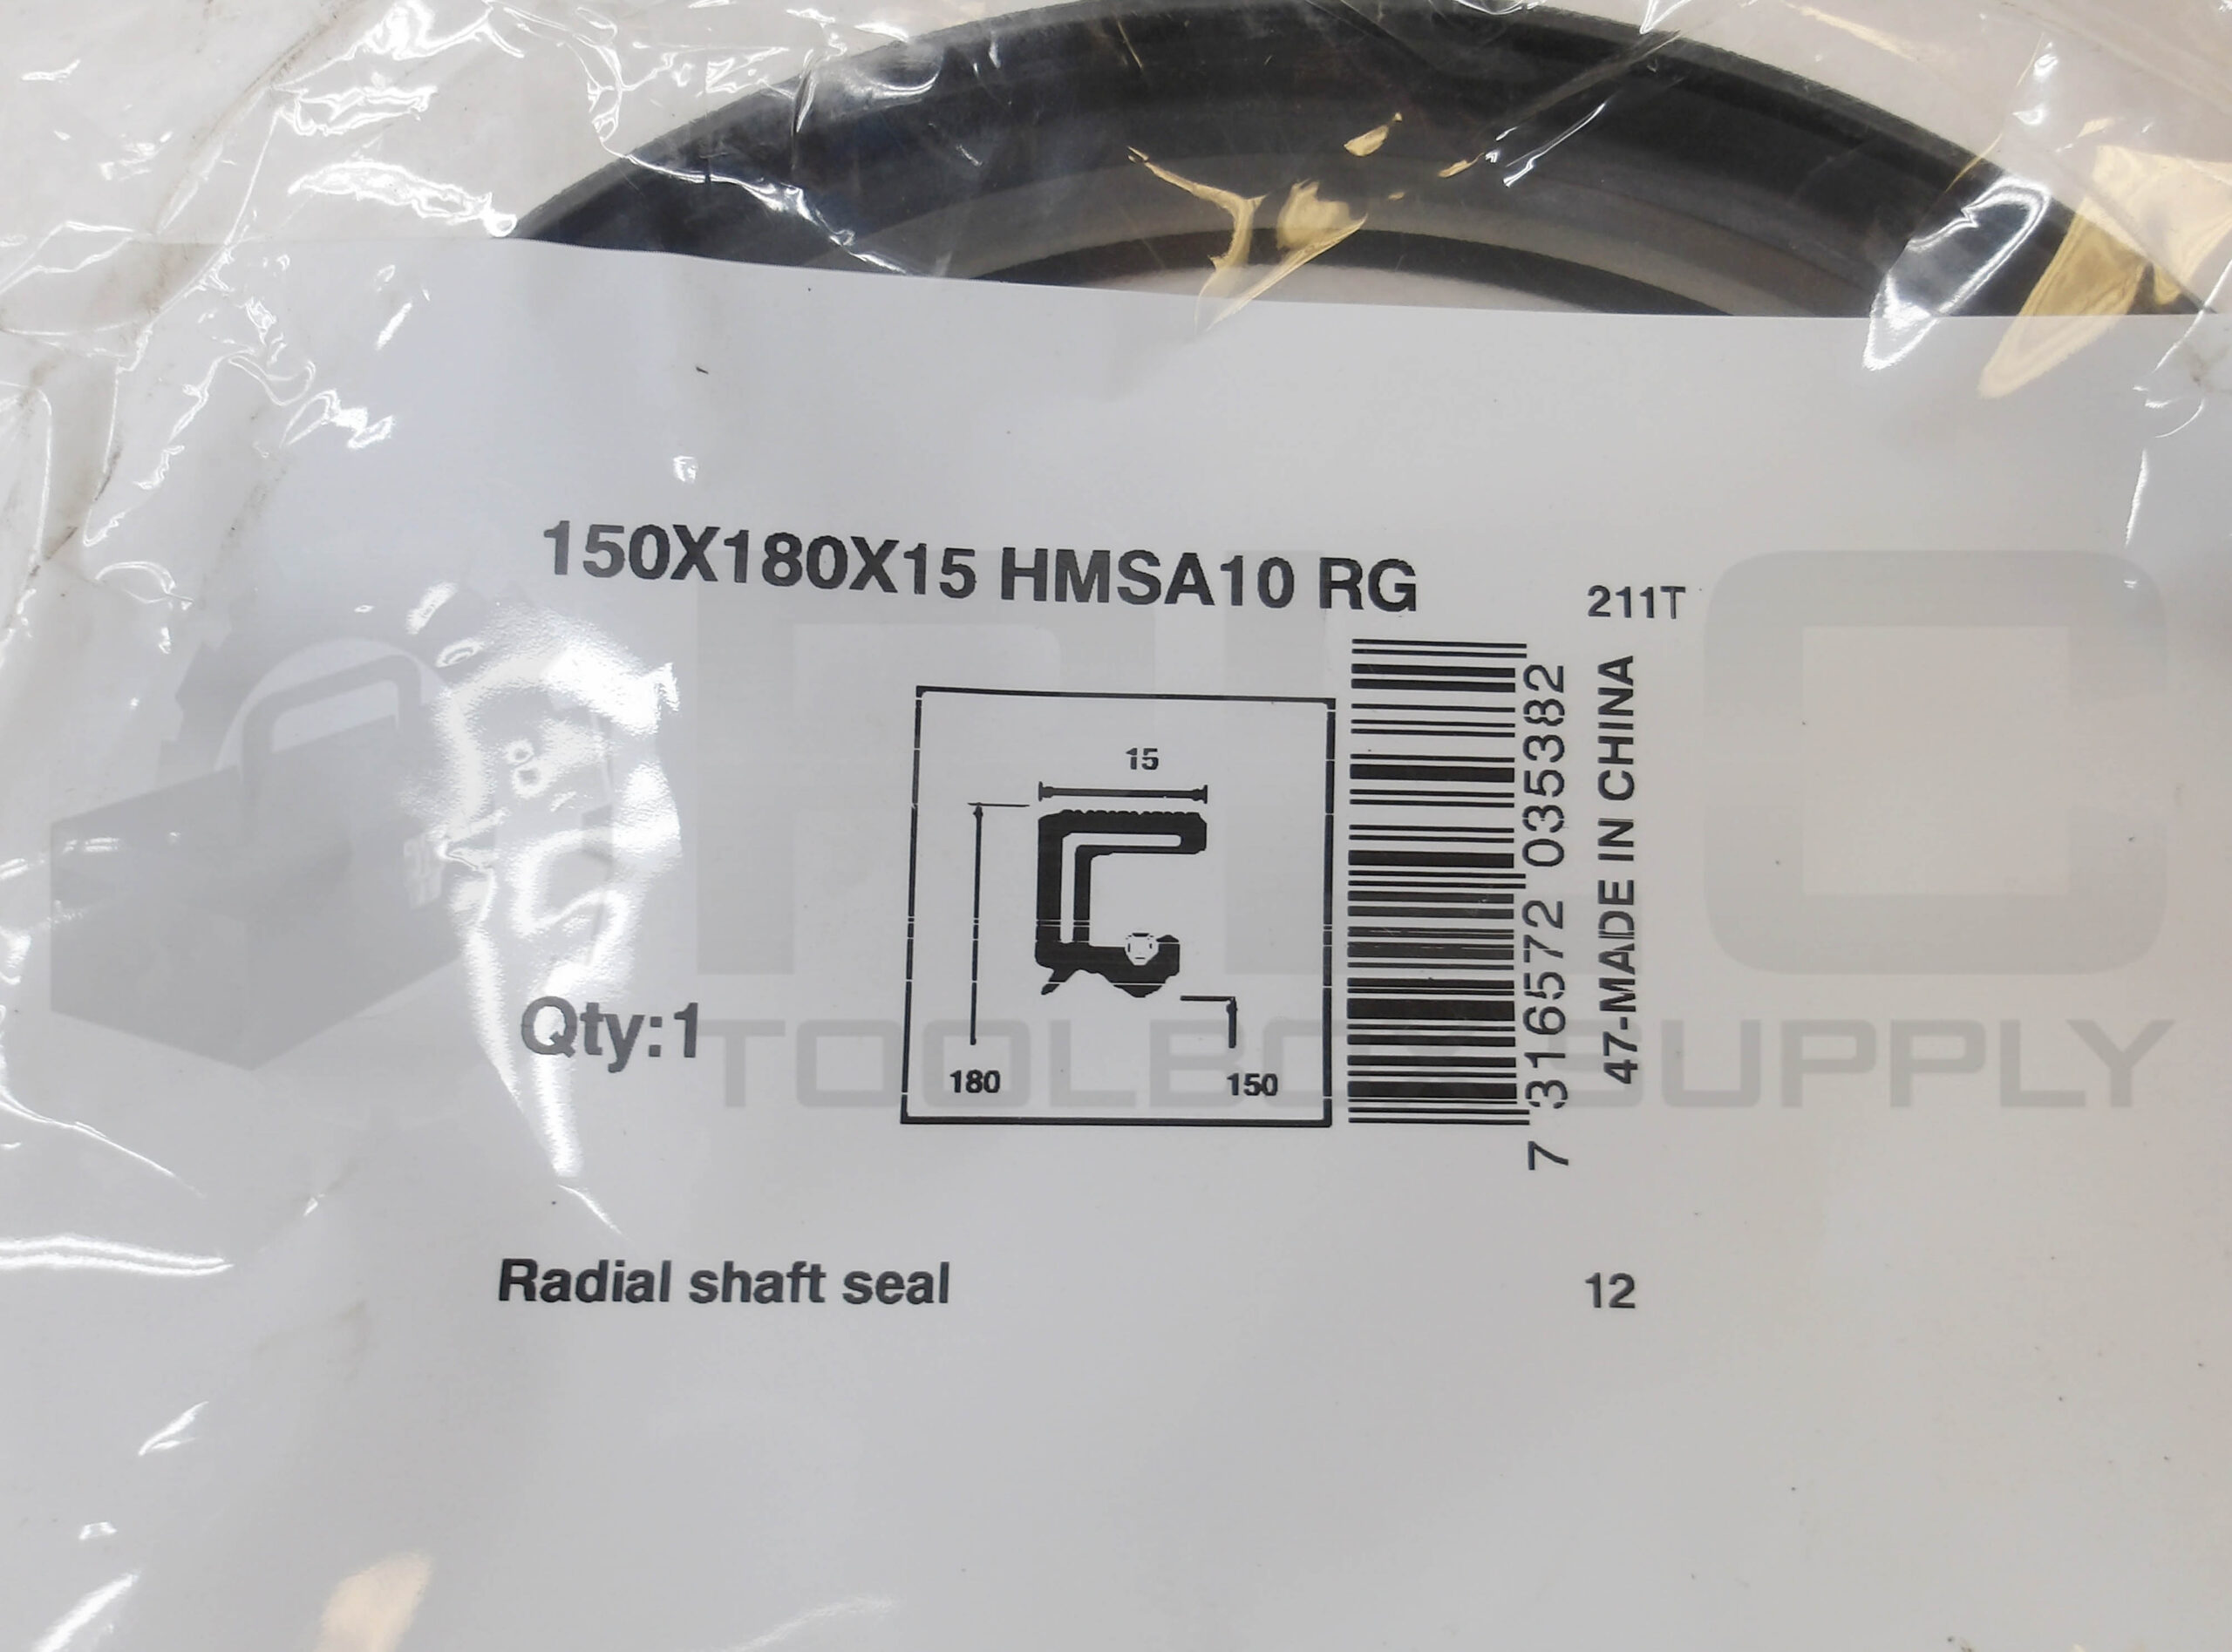 150X180X15 HMSA10 RG
211T
15
180
150
7 316572 035382
47-MADE IN CHINA
Qty:1
TOOLBOX SUPPLY
Radial shaft seal
12